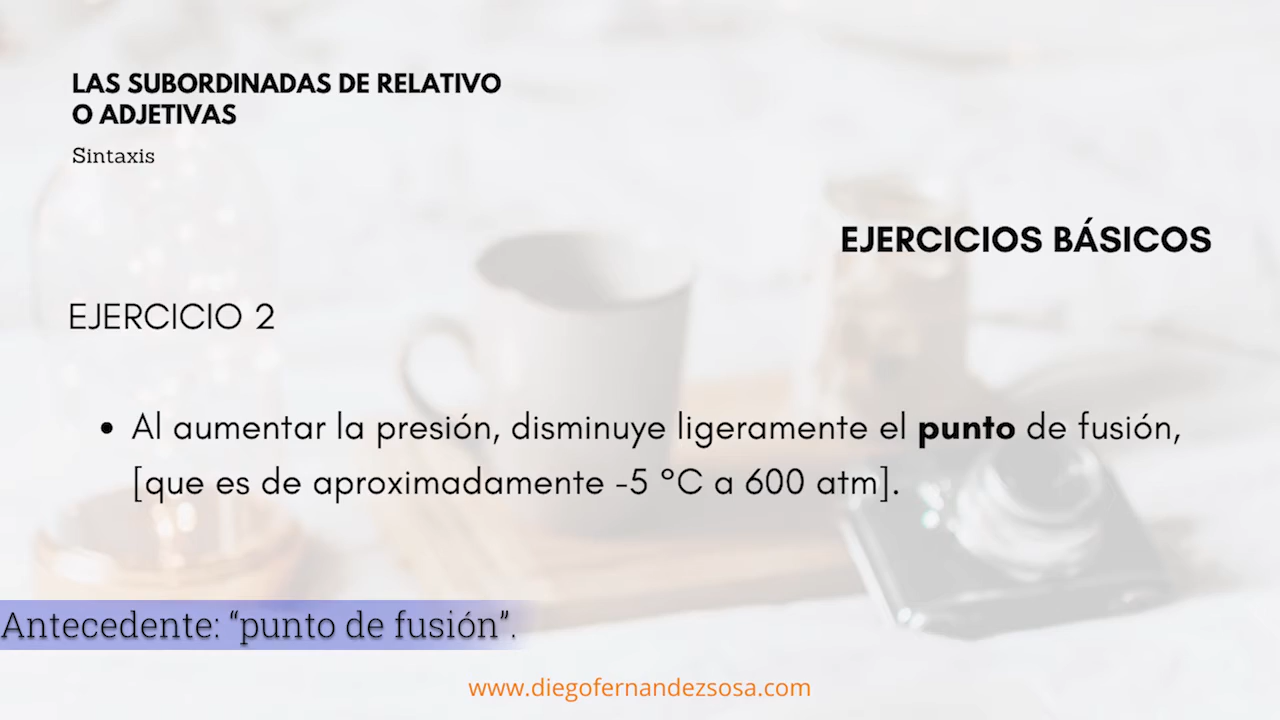 LAS SUBORDINADAS DE RELATIVO
O ADJETIVAS
Sintaxis
EJERCICIOS BÁSICOS
EJERCICIO 2
• Al aumentar la presión, disminuye ligeramente el punto de fusión,
[que es de aproximadamente -5 °C a 600 atm].
Antecedente: “punto de fusión”.
www.diegofernandezsosa.com